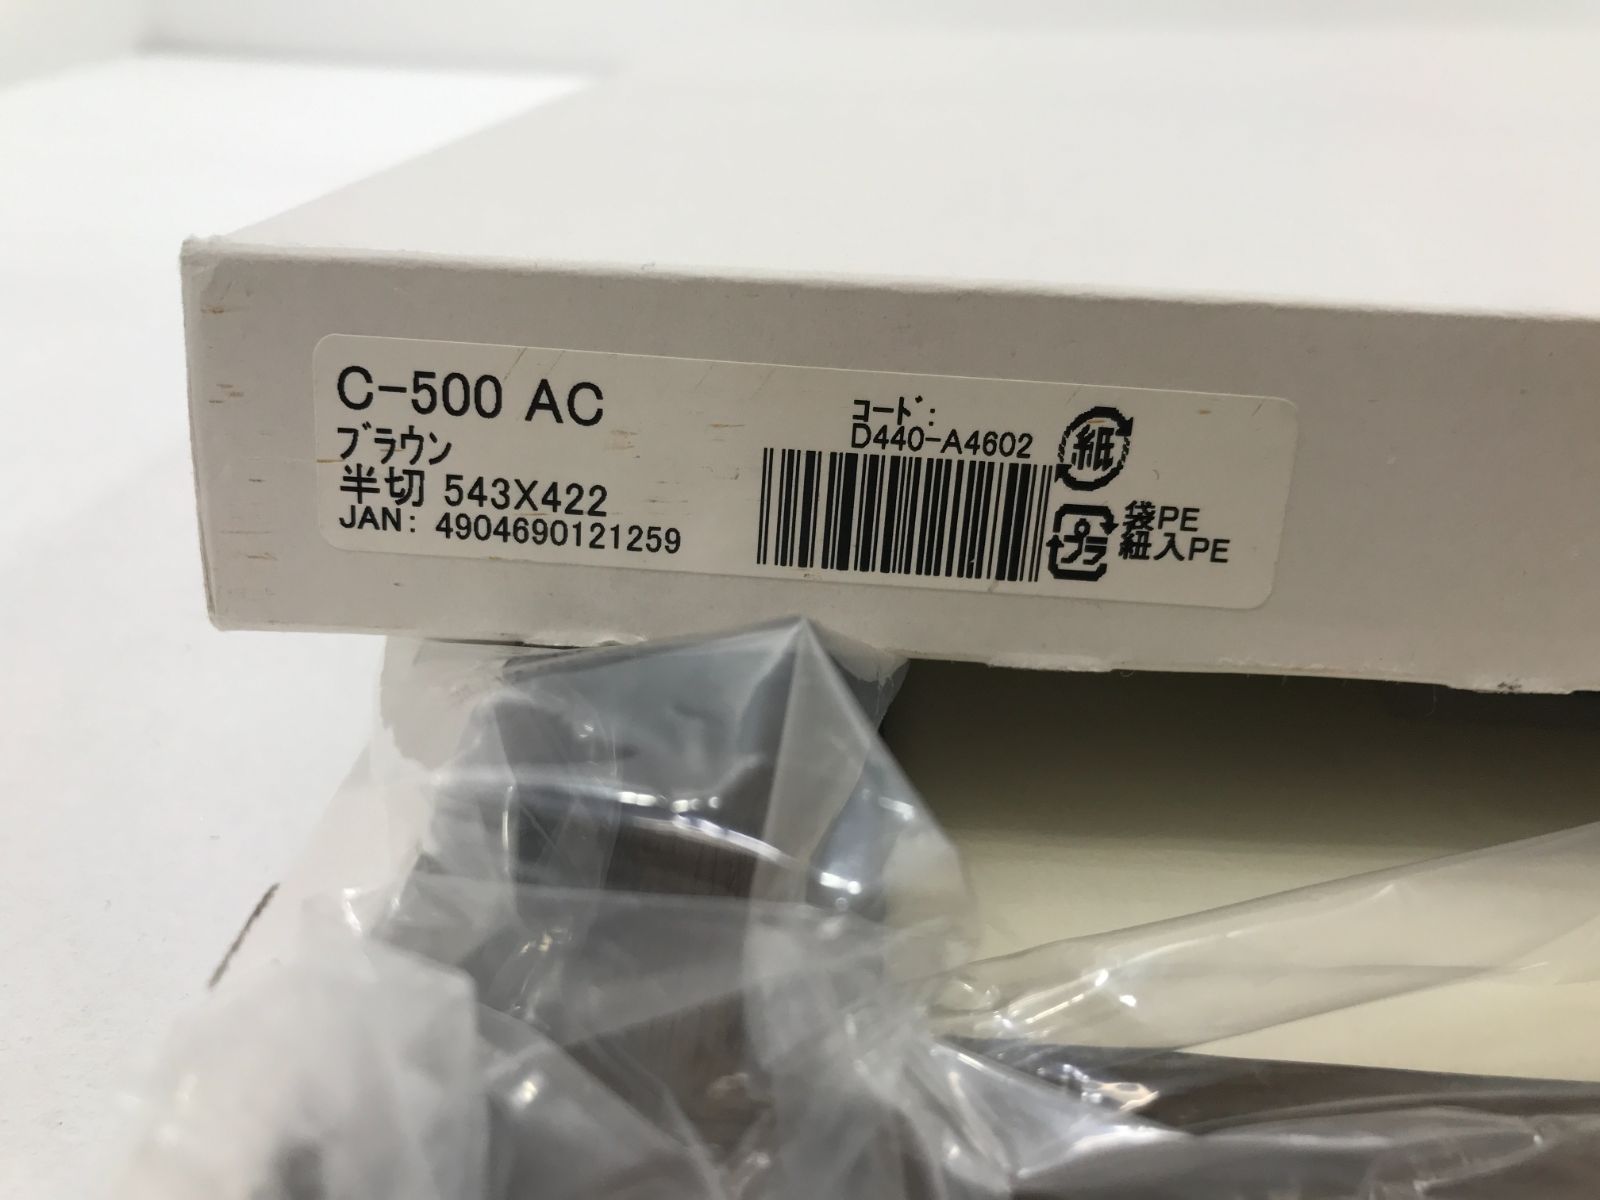 C-500 AC
ﾌﾞﾗｳﾝ
半切 543X422
JAN: 4904690121259
ｺｰﾄﾞ:
D440-A4602
紙
プラ
袋PE
紐入PE